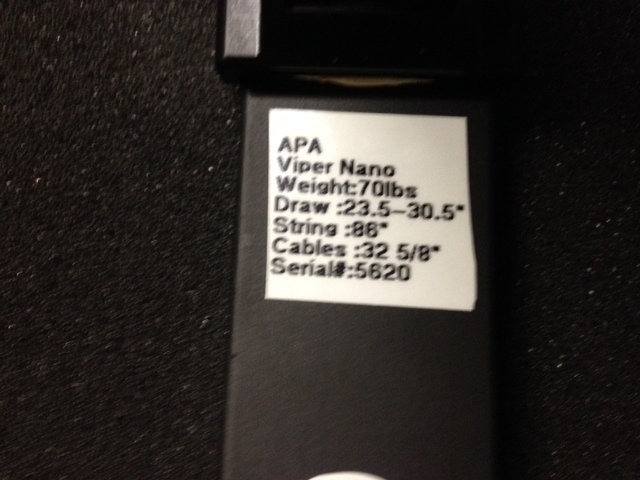 APA
Viper Nano
Weight:70lbs
Draw :23.5-30.5"
String :86"
Cables :32 5/8"
Serial#:5620